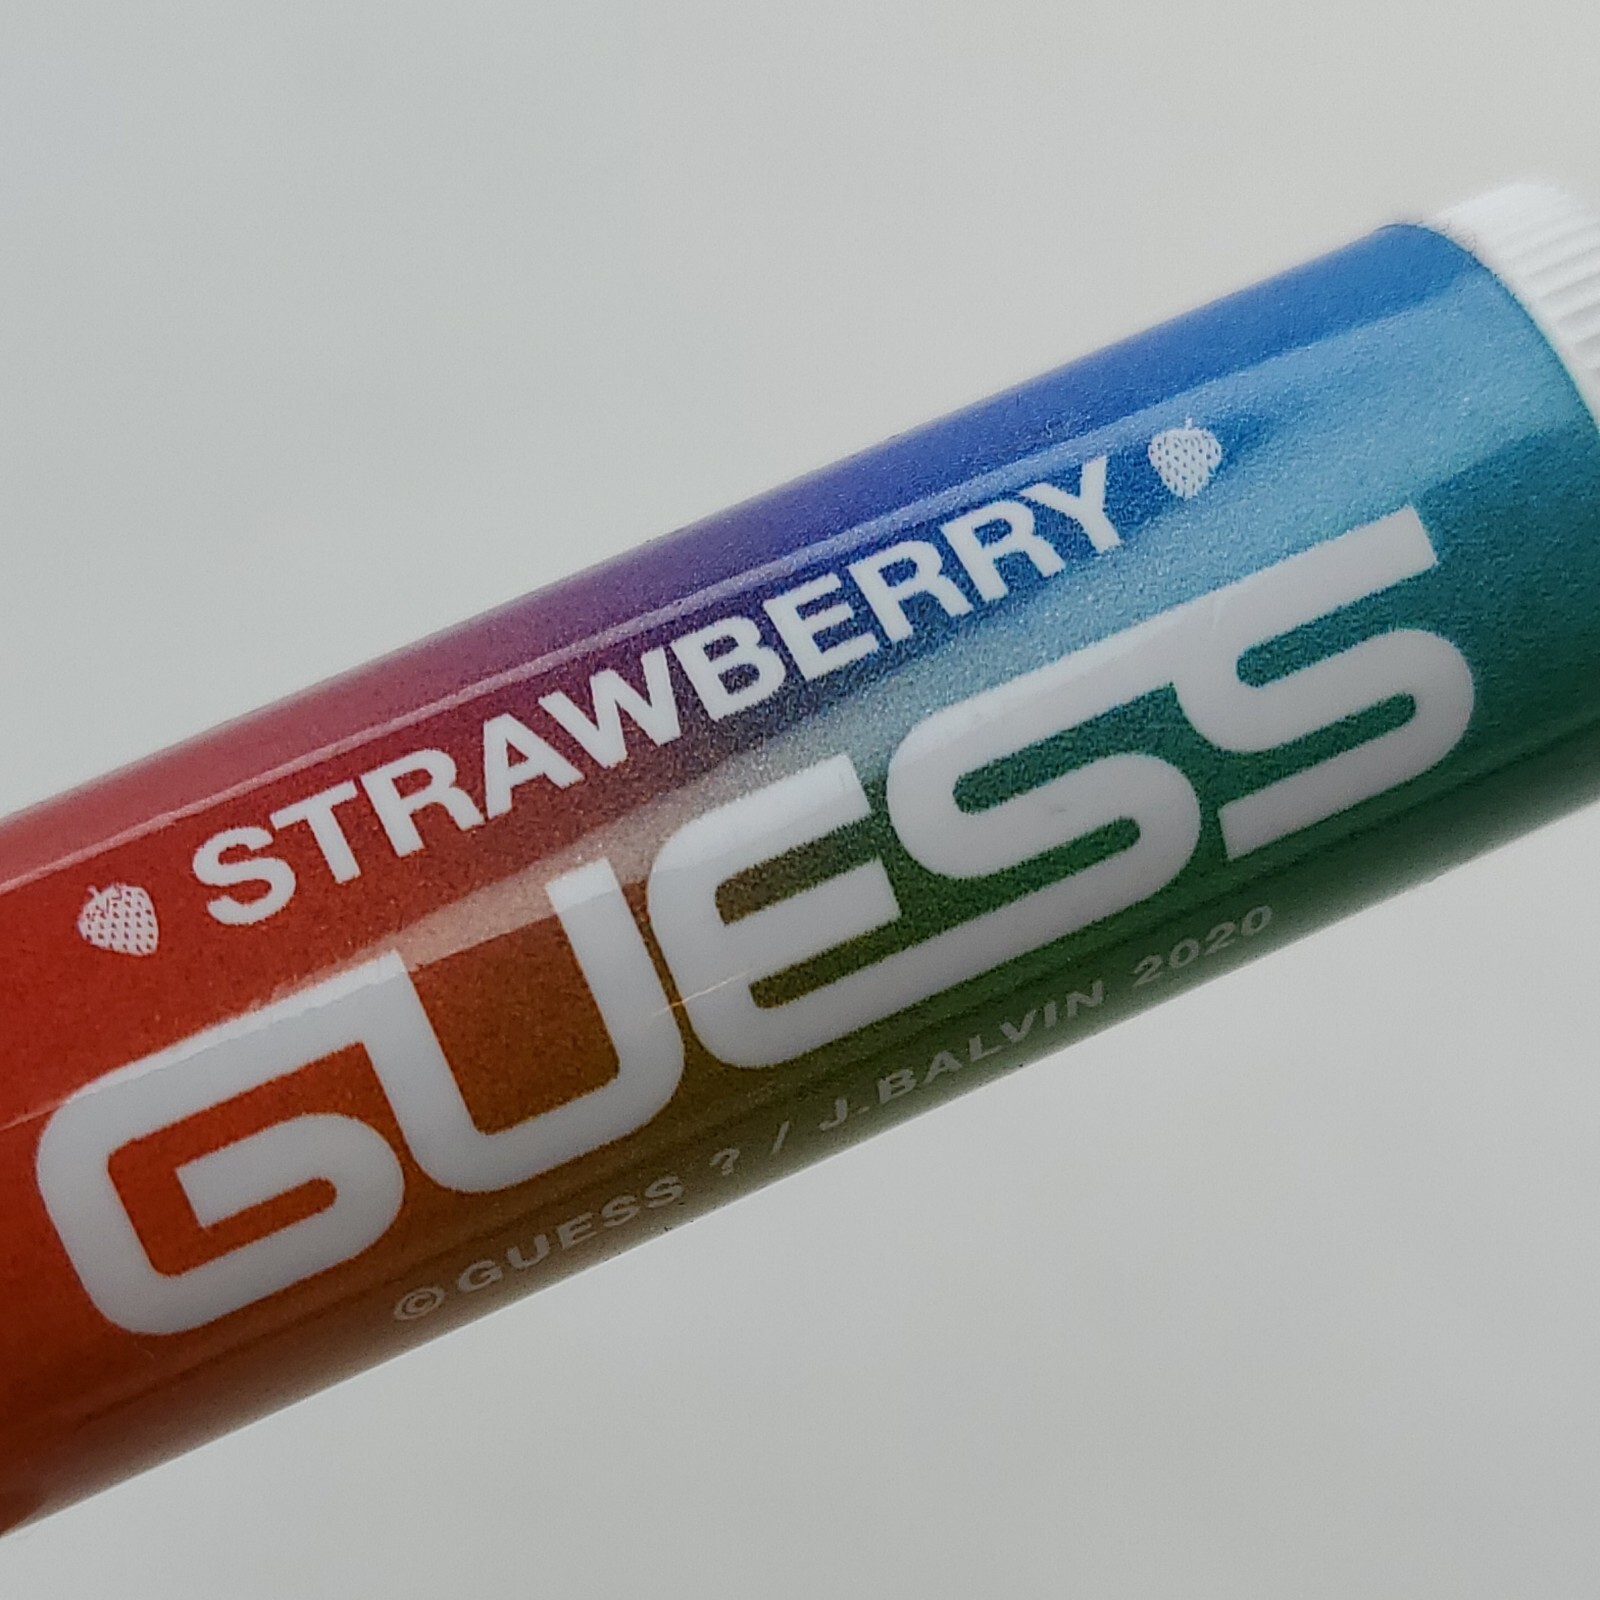 STRAWBERRY
GUESS
©GUESS ? / J.BALVIN 2020